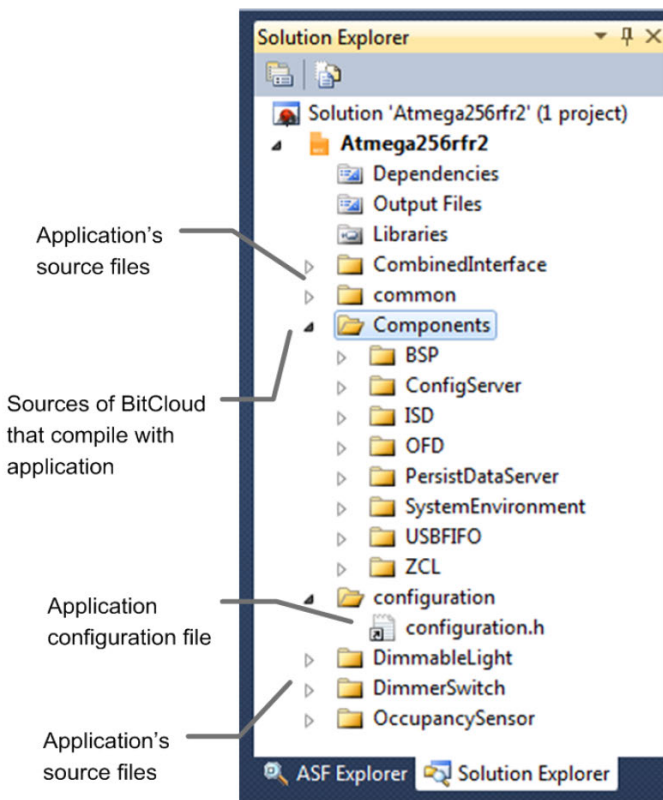 Solution Explorer
Solution 'Atmega256rfr2' (1 project)
Atmega256rfr2
Dependencies
Output Files
Libraries
Application's
source files
CombinedInterface
common
Components
BSP
ConfigServer
Sources of BitCloud
that compile with
application
ISD
OFD
PersistDataServer
SystemEnvironment
USBFIFO
ZCL
Application
configuration file
configuration
configuration.h
DimmableLight
DimmerSwitch
OccupancySensor
Application's
source files
ASF Explorer
Solution Explorer